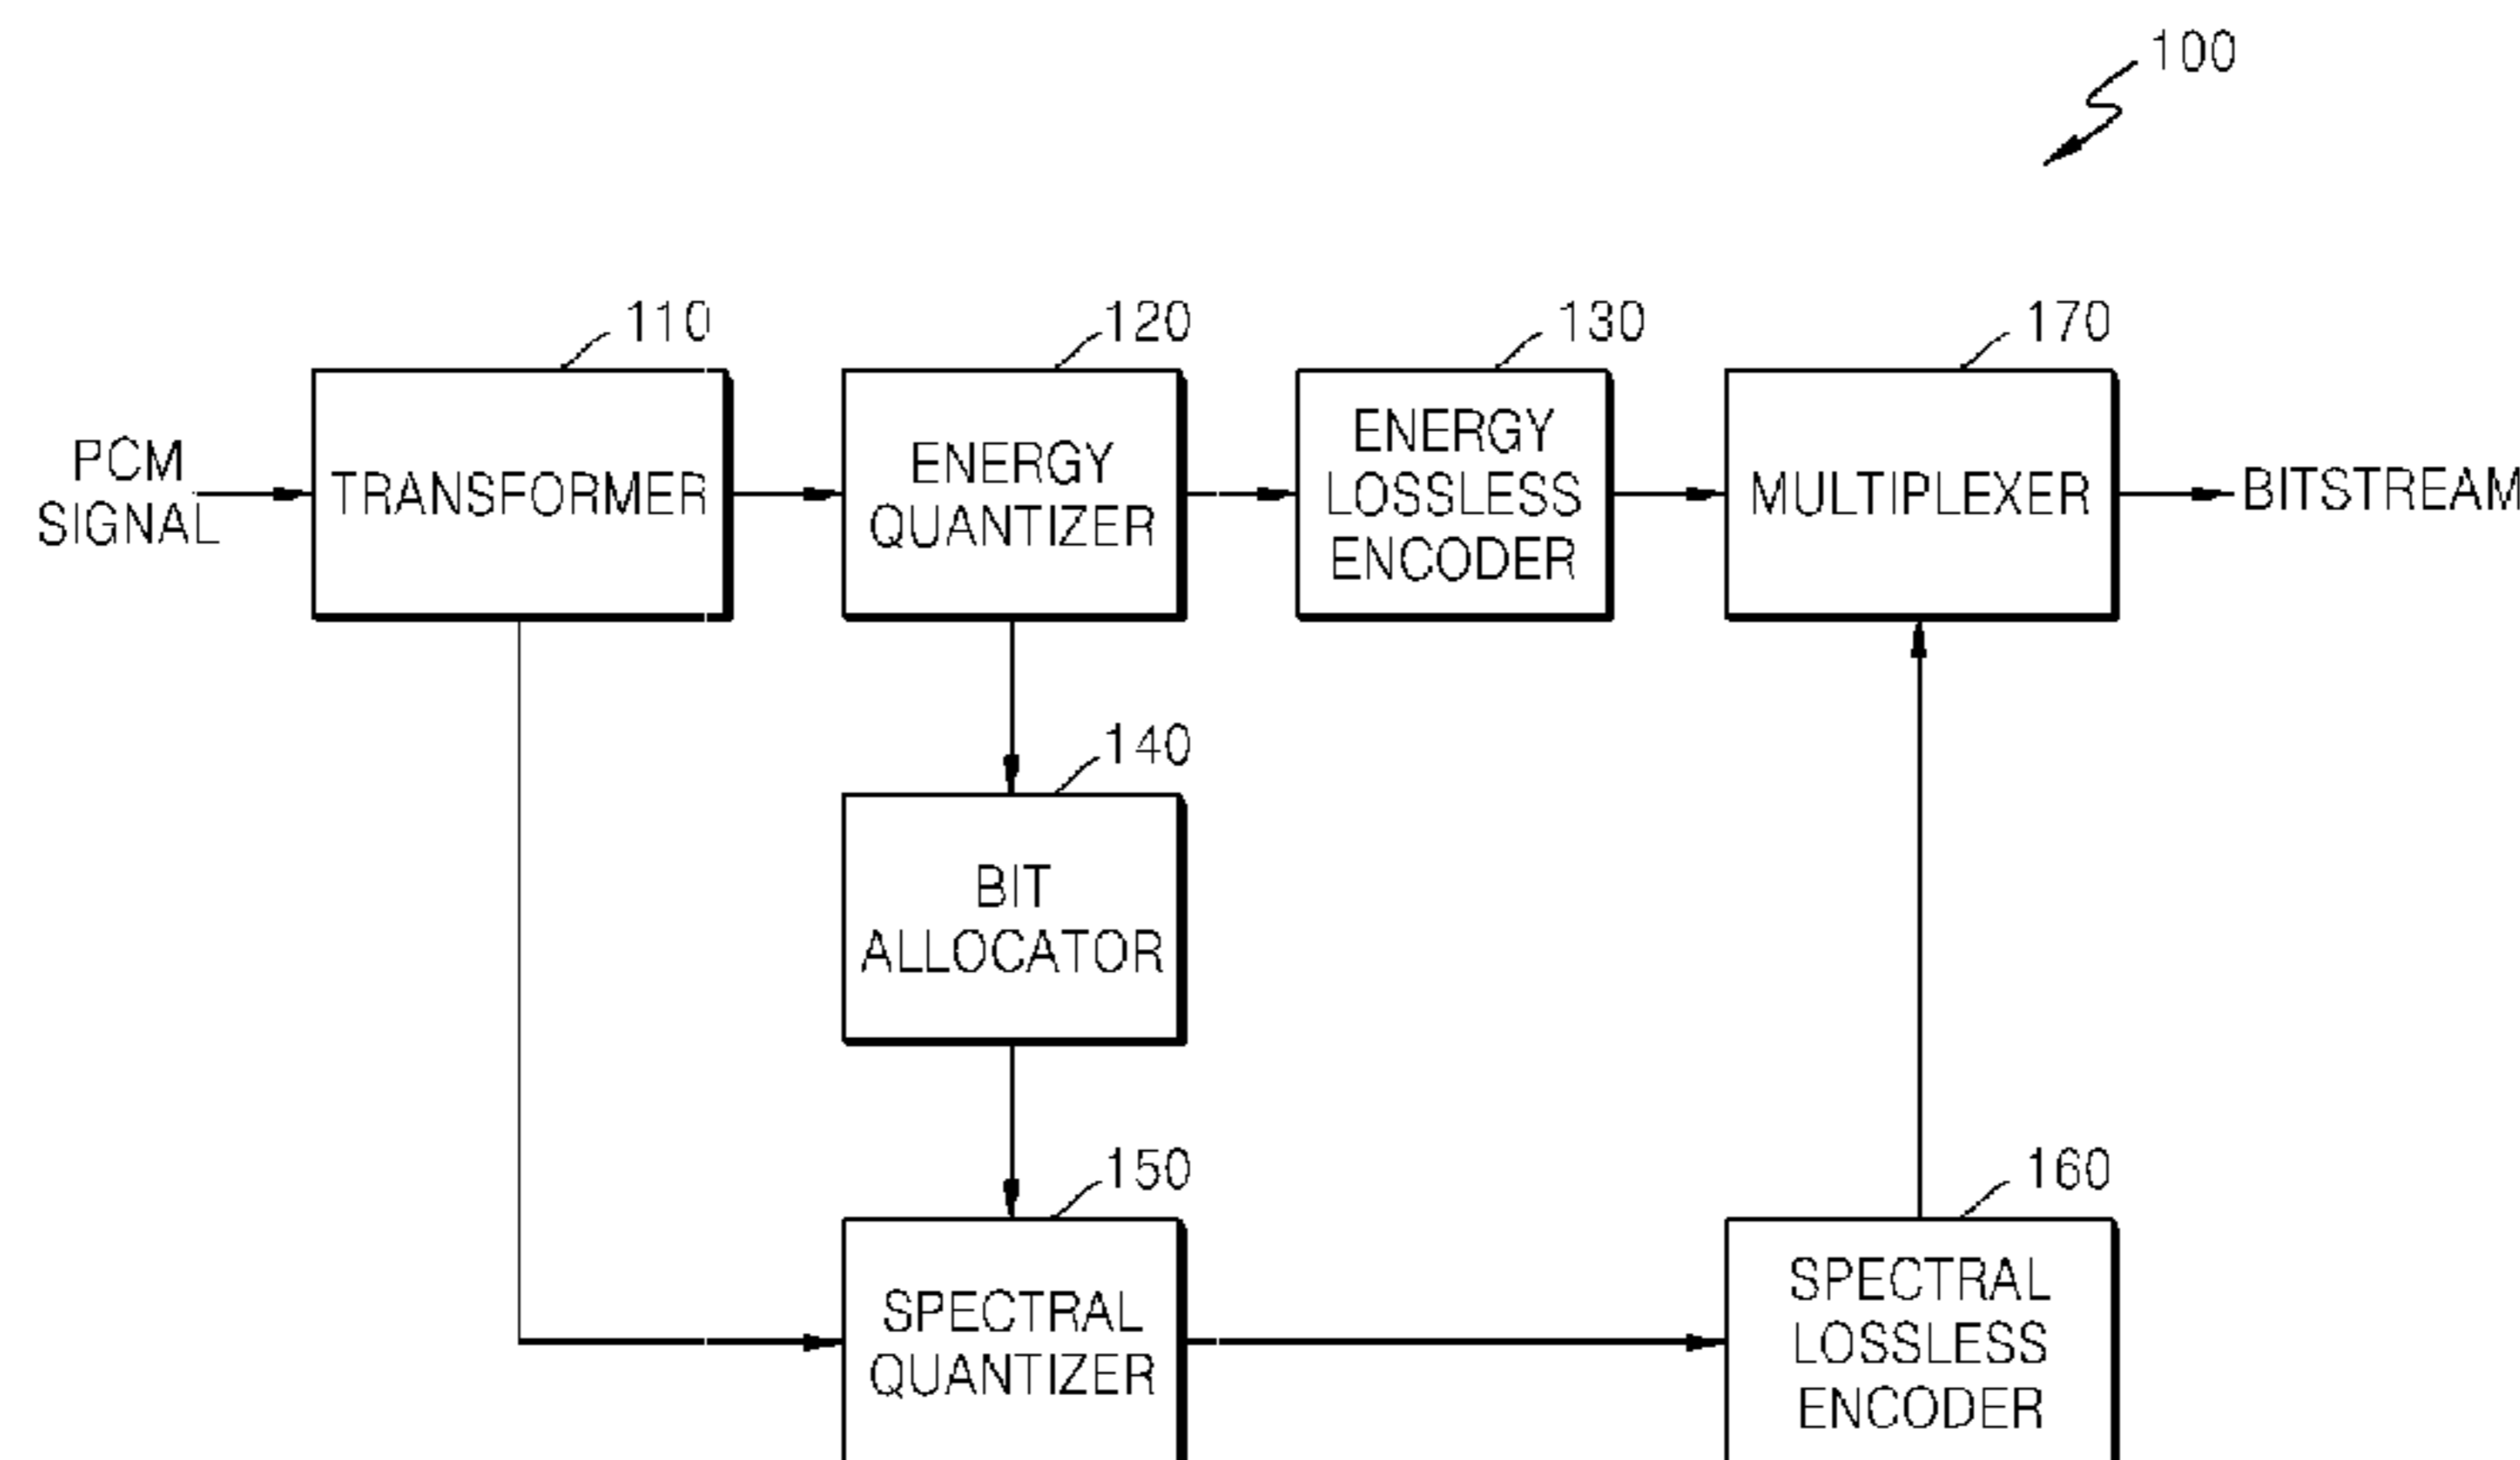 100
110
120
130
170
PCM
SIGNAL
TRANSFORMER
ENERGY
QUANTIZER
ENERGY
LOSSLESS
ENCODER
MULTIPLEXER
BITSTREAM
140
BIT
ALLOCATOR
150
160
SPECTRAL
QUANTIZER
SPECTRAL
LOSSLESS
ENCODER